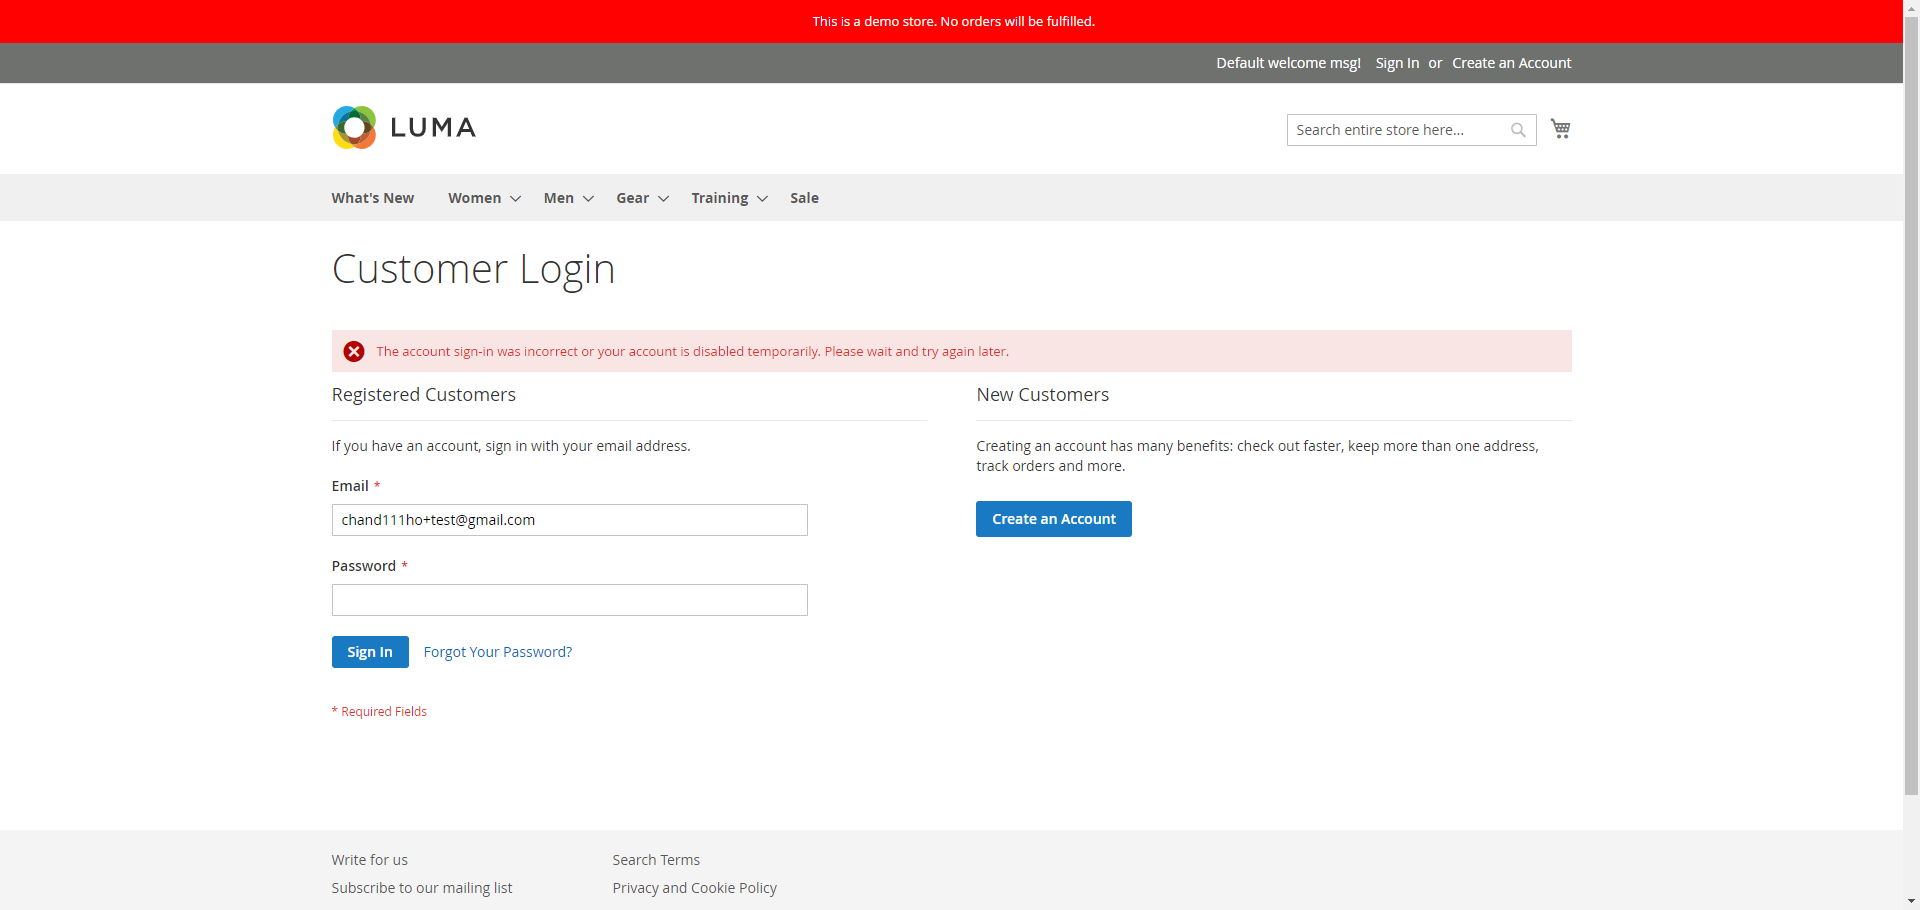 This is a demo store. No orders will be fulfilled.
Default welcome msg! Sign In or Create an Account
LUMA
Search entire store here...
What's New Women Men Gear Training Sale
Customer Login
The account sign-in was incorrect or your account is disabled temporarily. Please wait and try again later.
Registered Customers
If you have an account, sign in with your email address.
Email *
chand111ho+test@gmail.com
Password *
Sign In Forgot Your Password?
* Required Fields
New Customers
Creating an account has many benefits: check out faster, keep more than one address,
track orders and more.
Create an Account
Write for us
Subscribe to our mailing list
Search Terms
Privacy and Cookie Policy